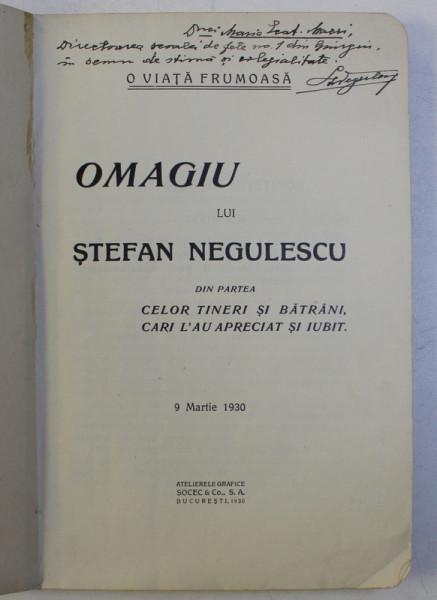 Dnei Maria
Directoarea școalei de fete no. 1 din Giurgiu,
în semn de stimă și colegialitate.
O VIAȚĂ FRUMOASĂ
OMAGIU
LUI
ȘTEFAN NEGULESCU
DIN PARTEA
CELOR TINERI ȘI BĂTRÂNI,
CARI L'AU APRECIAT ȘI IUBIT.
9 Martie 1930
ATELIERELE GRAFICE
SOCEC & Co., S. A.
BUCUREȘTI, 1930